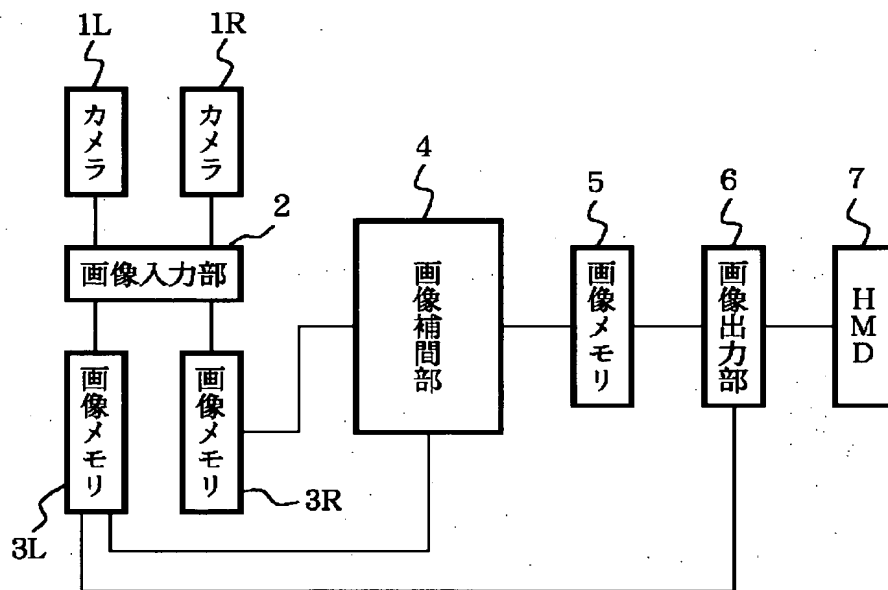 1L
1R
カメラ
カメラ
2
画像入力部
4
画像補間部
5
画像メモリ
6
画像出力部
7
HMD
画像メモリ
画像メモリ
3L
3R